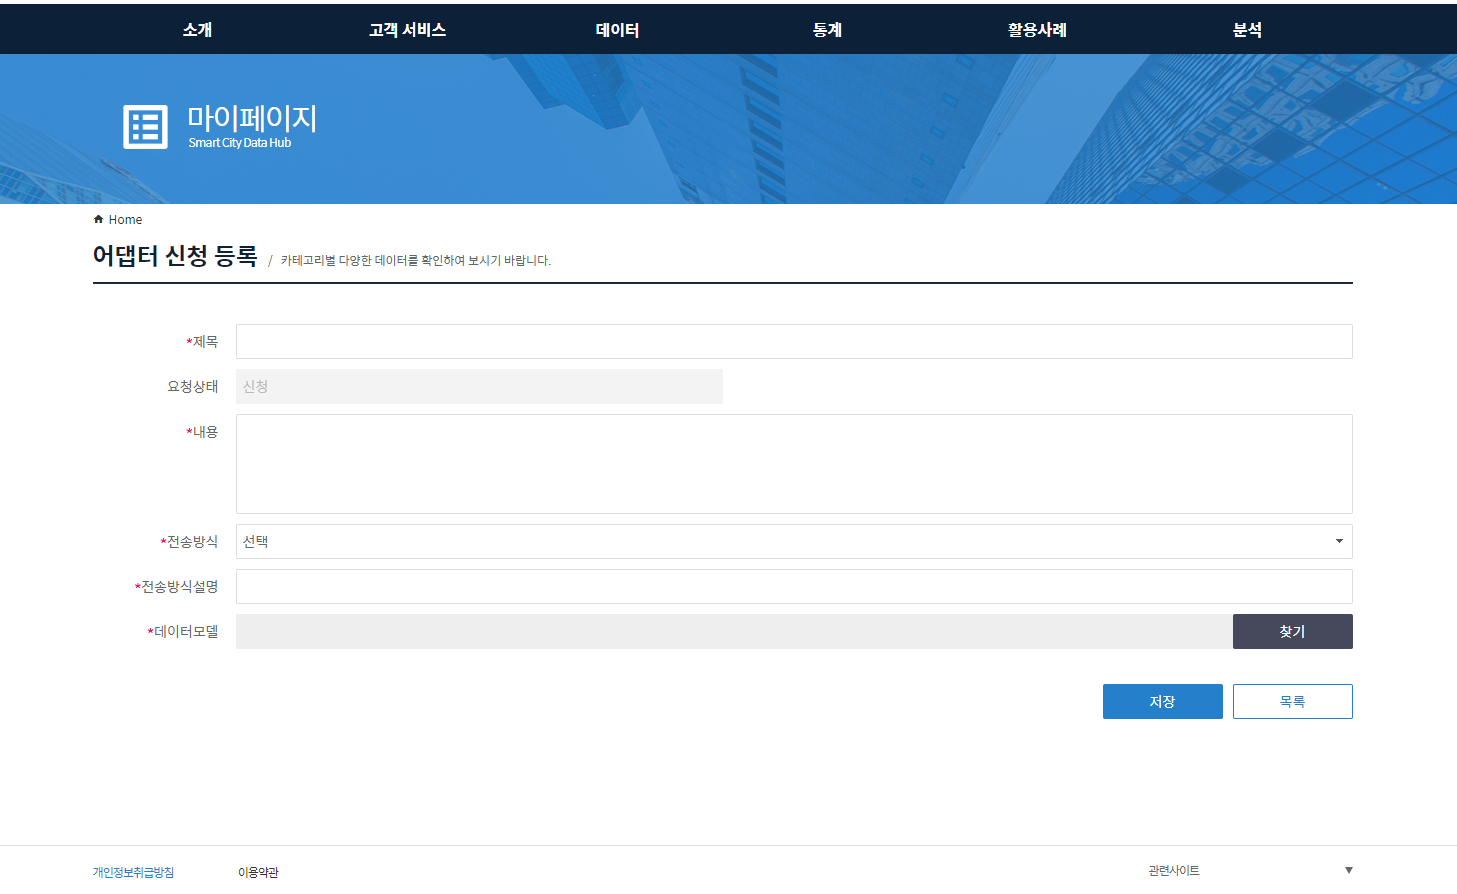 소개 고객 서비스 데이터 통계 활용사례 분석
마이페이지
Smart City Data Hub
Home
어댑터 신청 등록 / 카테고리별 다양한 데이터를 확인하여 보시기 바랍니다.
*제목
요청상태 신청
*내용
*전송방식 선택
*전송방식설명
*데이터모델 찾기
저장 목록
개인정보취급방침 이용약관 관련사이트 ▼